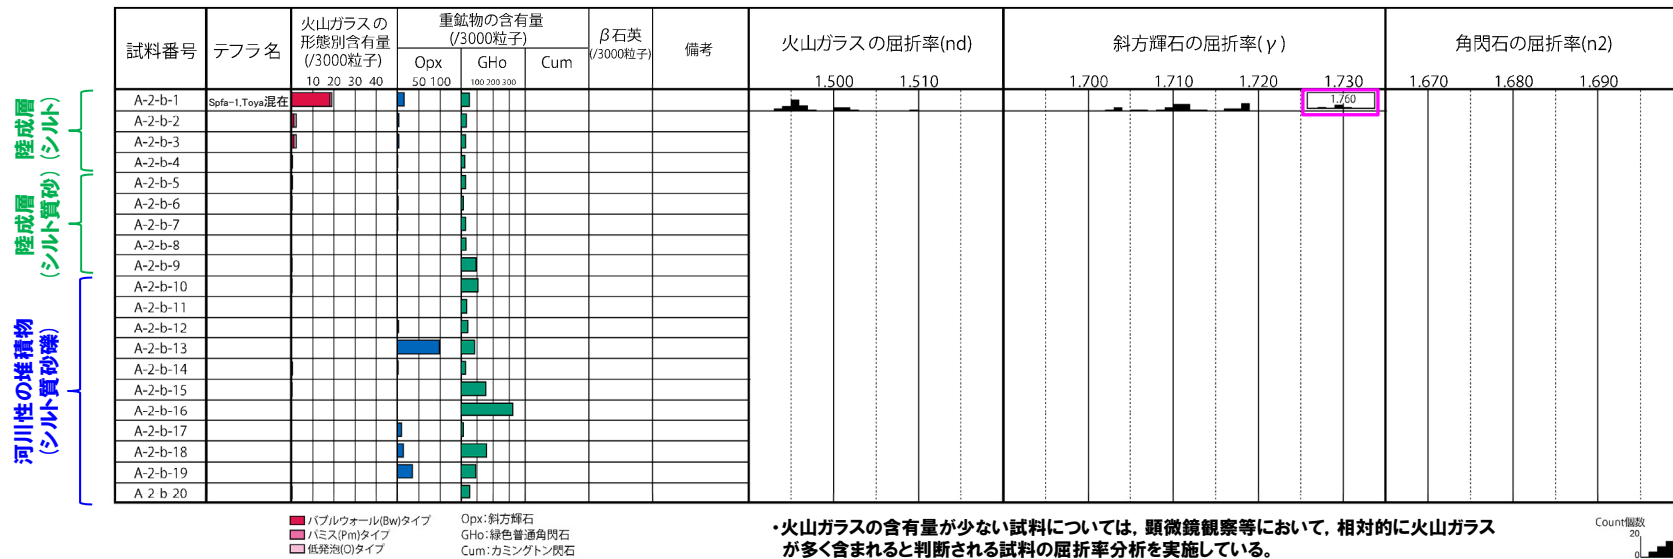 試料番号
テフラ名
火山ガラスの
形態別含有量
(/3000粒子)
10 20 30 40
重鉱物の含有量
(/3000粒子)
Opx
GHo
Cum
50 100
100 200 300
β石英
(/3000粒子)
備考
火山ガラスの屈折率(nd)
1.500 1.510
斜方輝石の屈折率(γ)
1.700 1.710 1.720 1.730
角閃石の屈折率(n2)
1.670 1.680 1.690
陸成層
(シルト)
陸成層
(シルト質砂)
河川性の堆積物
(シルト質砂礫)
A-2-b-1 Spfa-1,Toya混在
1.760
A-2-b-2
A-2-b-3
A-2-b-4
A-2-b-5
A-2-b-6
A-2-b-7
A-2-b-8
A-2-b-9
A-2-b-10
A-2-b-11
A-2-b-12
A-2-b-13
A-2-b-14
A-2-b-15
A-2-b-16
A-2-b-17
A-2-b-18
A-2-b-19
A 2 b 20
バブルウォール(Bw)タイプ
パミス(Pm)タイプ
低発泡(O)タイプ
Opx:斜方輝石
GHo:緑色普通角閃石
Cum:カミングトン閃石
・火山ガラスの含有量が少ない試料については,顕微鏡観察等において,相対的に火山ガラス
が多く含まれると判断される試料の屈折率分析を実施している。
Count個数
20
0